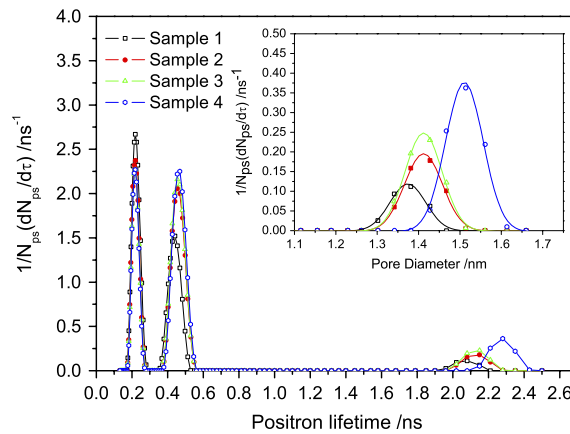 4.0
3.5
3.0
2.5
2.0
1.5
1.0
0.5
0.0
1/N_ps(dN_ps/dτ) /ns⁻¹
Sample 1
Sample 2
Sample 3
Sample 4
0.50
0.45
0.40
0.35
0.30
0.25
0.20
0.15
0.10
0.05
0.00
1/N_ps(dN_ps/dτ) /ns⁻¹
1.1 1.2 1.3 1.4 1.5 1.6 1.7
Pore Diameter /nm
0.0 0.2 0.4 0.6 0.8 1.0 1.2 1.4 1.6 1.8 2.0 2.2 2.4 2.6
Positron lifetime /ns